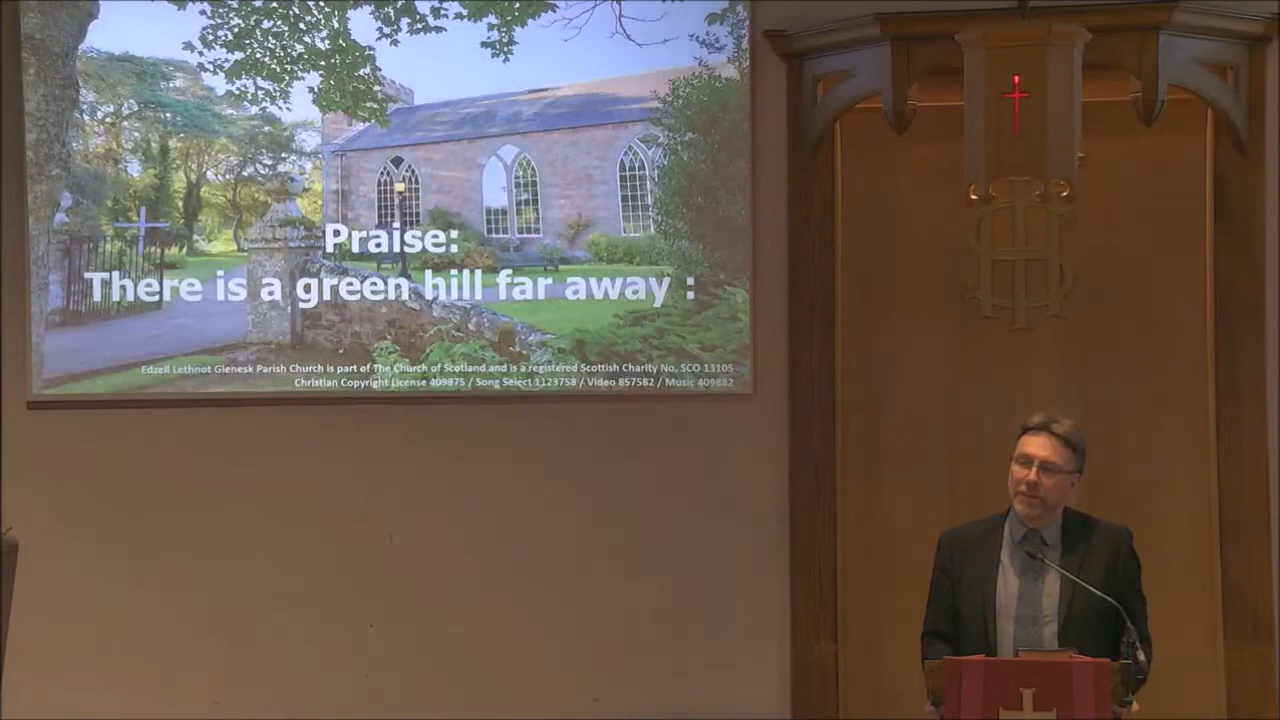 Praise:
There is a green hill far away :
Edzell Lethnot Glenesk Parish Church is part of The Church of Scotland and is a registered Scottish Charity No. SCO 13105
Christian Copyright License 409875 / Song Select 1123758 / Video 857582 / Music 409882
IHS